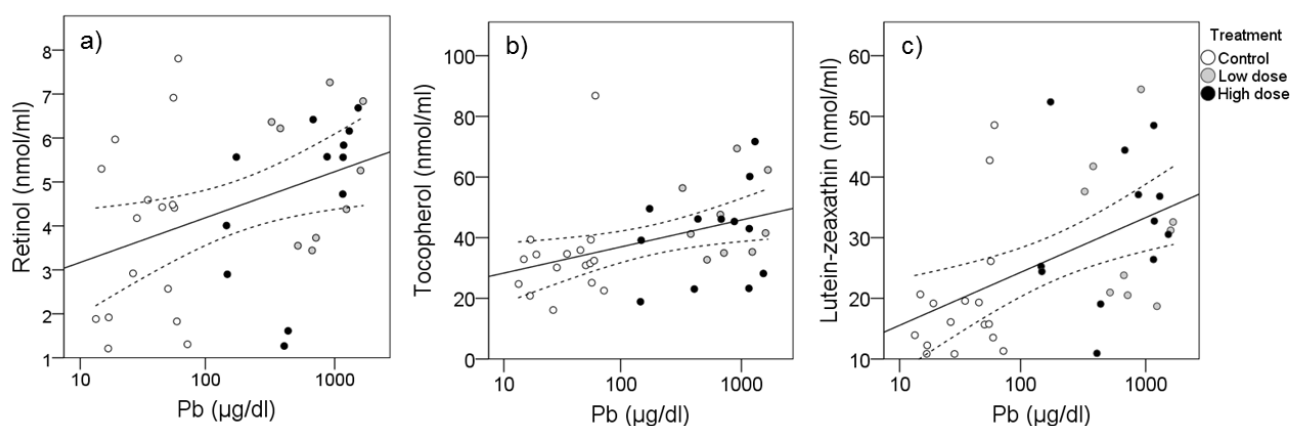 a)
Retinol (nmol/ml)
8
7
6
5
4
3
2
1
10
100
1000
Pb (µg/dl)
b)
Tocopherol (nmol/ml)
100
80
60
40
20
0
10
100
1000
Pb (µg/dl)
c)
Lutein-zeaxathin (nmol/ml)
60
50
40
30
20
10
10
100
1000
Pb (µg/dl)
Treatment
Control
Low dose
High dose